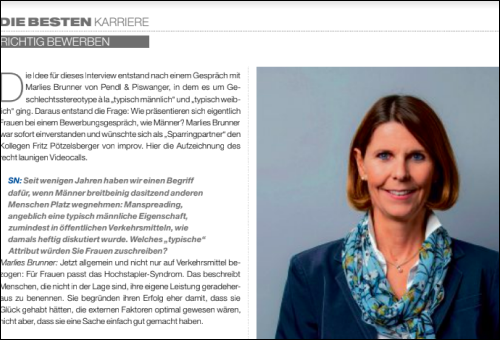 DIE BESTEN KARRIERE
RICHTIG BEWERBEN
Die Idee für dieses Interview entstand nach einem Gespräch mit
Marlies Brunner von Pendl & Piswanger, in dem es um Ge-
schlechtsstereotype à la „typisch männlich“ und „typisch weib-
lich“ ging. Daraus entstand die Frage: Wie präsentieren sich eigentlich
Frauen bei einem Bewerbungsgespräch, wie Männer? Marlies Brunner
war sofort einverstanden und wünschte sich als „Sparringpartner“ den
Kollegen Fritz Pötzelsberger von improv. Hier die Aufzeichnung des
recht launigen Videocalls.
SN: Seit wenigen Jahren haben wir einen Begriff
dafür, wenn Männer breitbeinig dasitzend anderen
Menschen Platz wegnehmen: Manspreading,
angeblich eine typisch männliche Eigenschaft,
zumindest in öffentlichen Verkehrsmitteln, wie
damals heftig diskutiert wurde. Welches „typische“
Attribut würden Sie Frauen zuschreiben?
Marlies Brunner: Jetzt allgemein und nicht nur auf Verkehrsmittel be-
zogen: Für Frauen passt das Hochstapler-Syndrom. Das beschreibt
Menschen, die nicht in der Lage sind, ihre eigene Leistung geradeher-
aus zu benennen. Sie begründen ihren Erfolg eher damit, dass sie
Glück gehabt hätten, die externen Faktoren optimal gewesen wären,
nicht aber, dass sie eine Sache einfach gut gemacht haben.